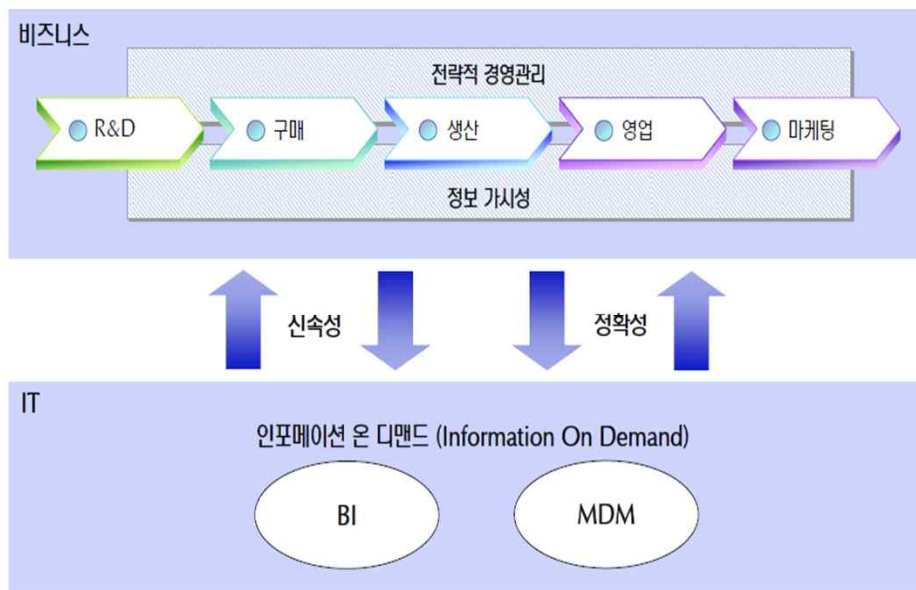 비즈니스
전략적 경영관리
R&D
구매
생산
영업
마케팅
정보 가시성
신속성
정확성
IT
인포메이션 온 디맨드 (Information On Demand)
BI
MDM